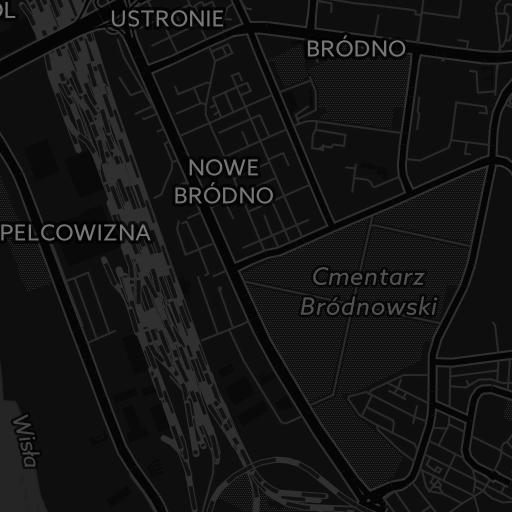 USTRONIE
BRÓDNO
NOWE
BRÓDNO
PELCOWIZNA
Cmentarz
Bródnowski
Wisła